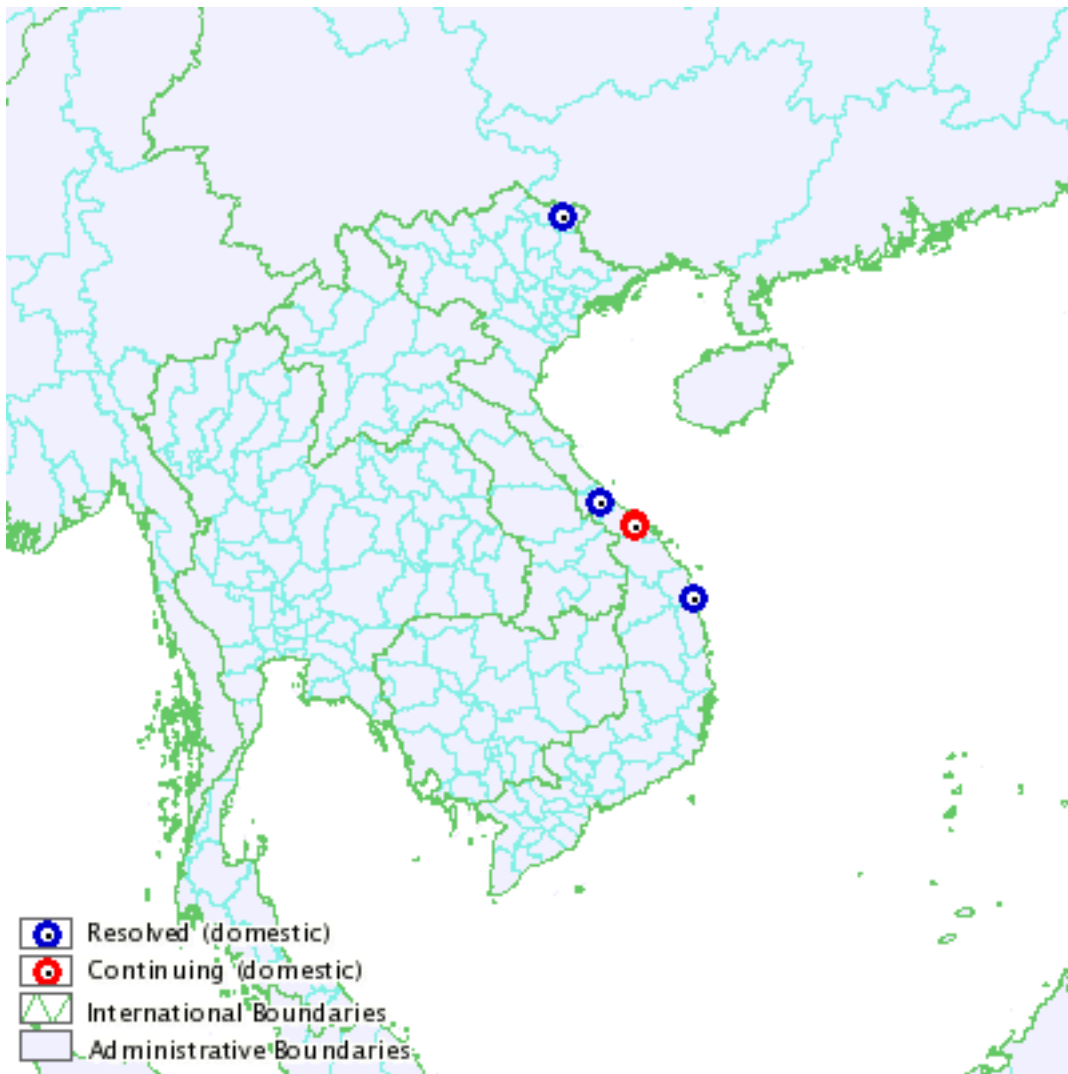 Resolved (domestic)
Continuing (domestic)
International Boundaries
Administrative Boundaries